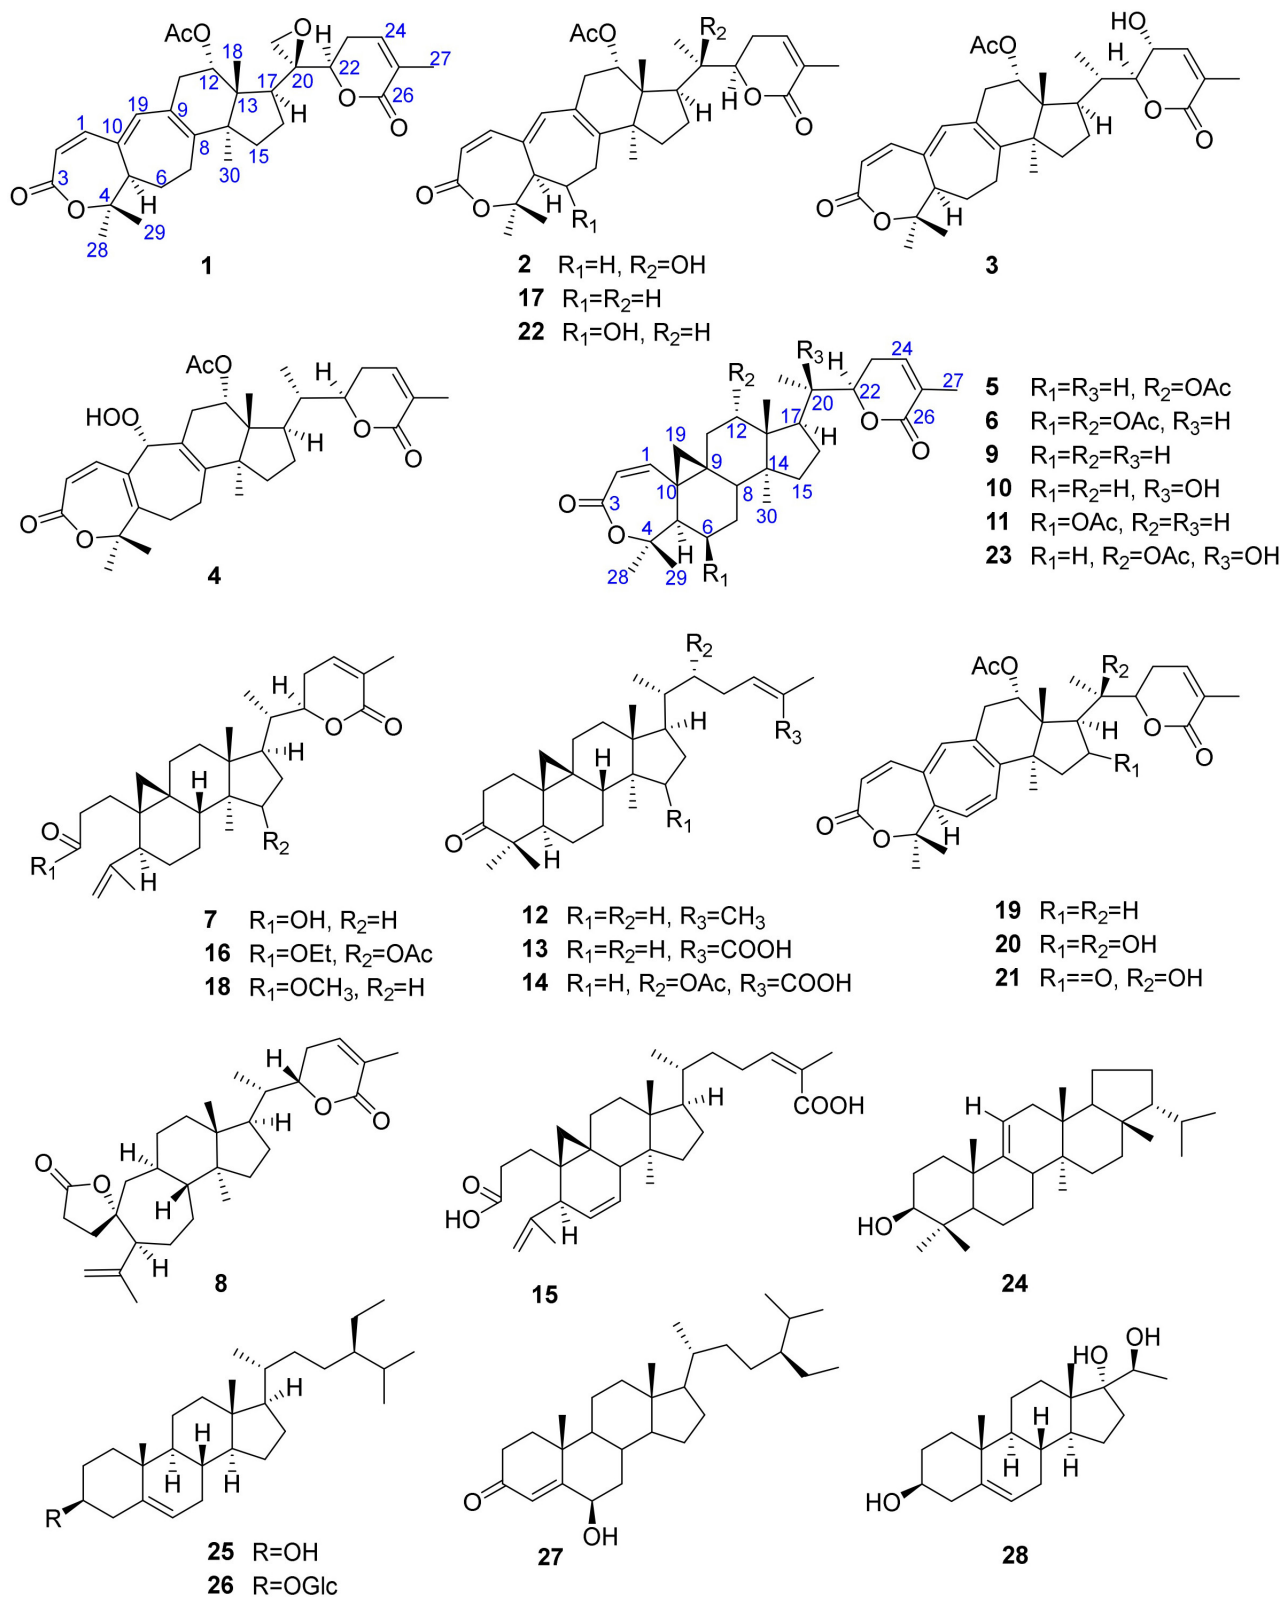 AcO 18 O H 24 27
12 17 20 22 O 26 O
1 19 9 13
10 8 15
3 6 30
O O 4 H 29
28
1
AcO R2 H O O
O O H R1
2 R1=H, R2=OH
17 R1=R2=H
22 R1=OH, R2=H
AcO HO H H O O
O O H
3
AcO H H O O
HOO
O O
4
R2 R3 H 24 27
12 17 20 22 O 26 O
H
19 1 9 14
10 8 15
O 3 30
O 4 H 6
28 29 R1
5 R1=R3=H, R2=OAc
6 R1=R2=OAc, R3=H
9 R1=R2=R3=H
10 R1=R2=H, R3=OH
11 R1=OAc, R2=R3=H
23 R1=H, R2=OAc, R3=OH
H O O
H H
O R1 R2
H
7 R1=OH, R2=H
16 R1=OEt, R2=OAc
18 R1=OCH3, R2=H
R2
R3
H H
O R1
H
12 R1=R2=H, R3=CH3
13 R1=R2=H, R3=COOH
14 R1=H, R2=OAc, R3=COOH
AcO R2 O O
H R1
O O H
19 R1=R2=H
20 R1=R2=OH
21 R1==O, R2=OH
H O O
H H
O O H
H
8
COOH
H
O HO
H
15
H
HO
24
H
H
H H
R
25 R=OH
26 R=OGlc
O
OH
27
HO OH
H
H H
HO
28